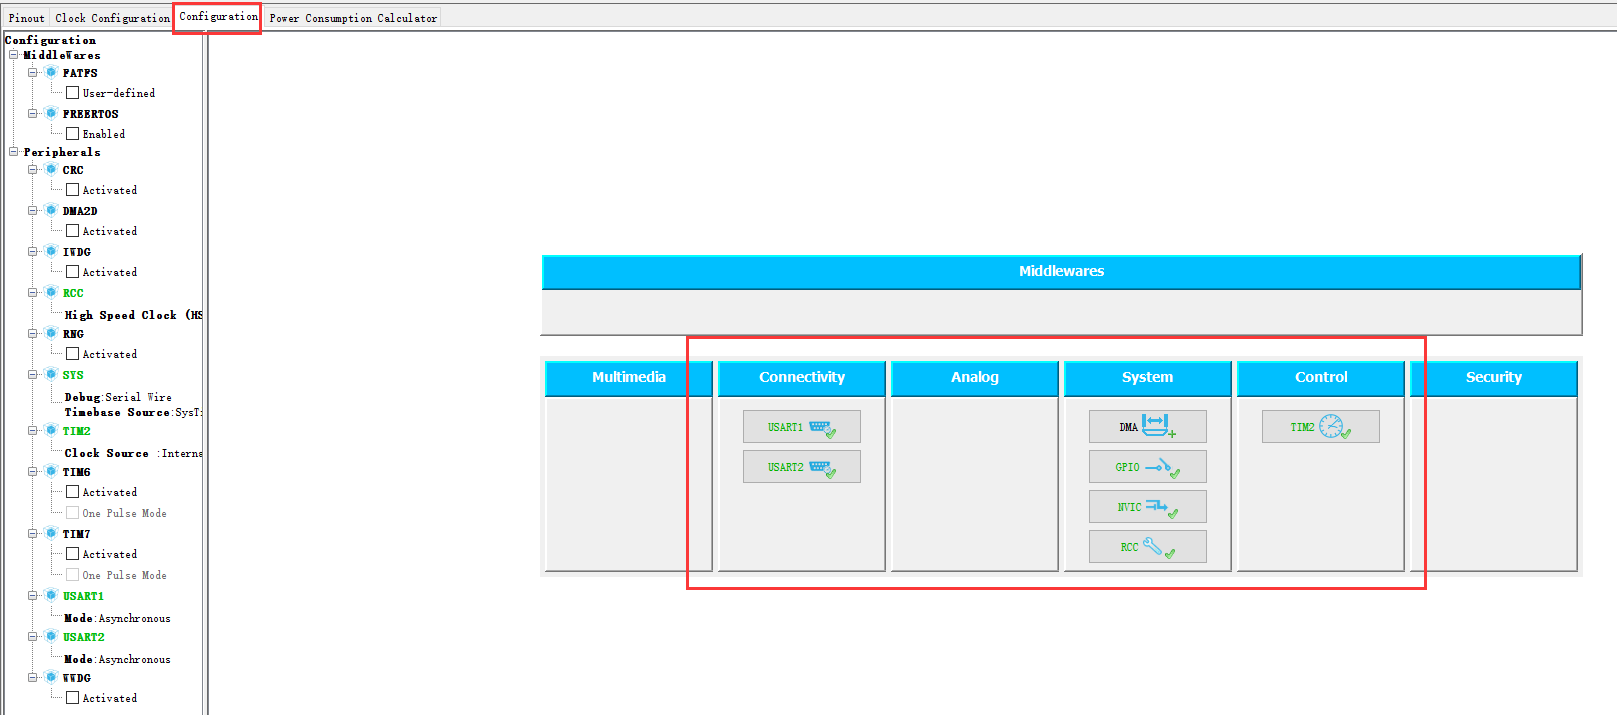 Pinout
Clock Configuration
Configuration
Power Consumption Calculator
Configuration
MiddleWares
FATFS
User-defined
FREERTOS
Enabled
Peripherals
CRC
Activated
DMA2D
Activated
IWDG
Activated
RCC
High Speed Clock (HS
RNG
Activated
SYS
Debug:Serial Wire
Timebase Source:SysTi
TIM2
Clock Source :Interna
TIM6
Activated
One Pulse Mode
TIM7
Activated
One Pulse Mode
USART1
Mode:Asynchronous
USART2
Mode:Asynchronous
WWDG
Activated
Middlewares
Multimedia
Connectivity
USART1
USART2
Analog
System
DMA
GPIO
NVIC
RCC
Control
TIM2
Security